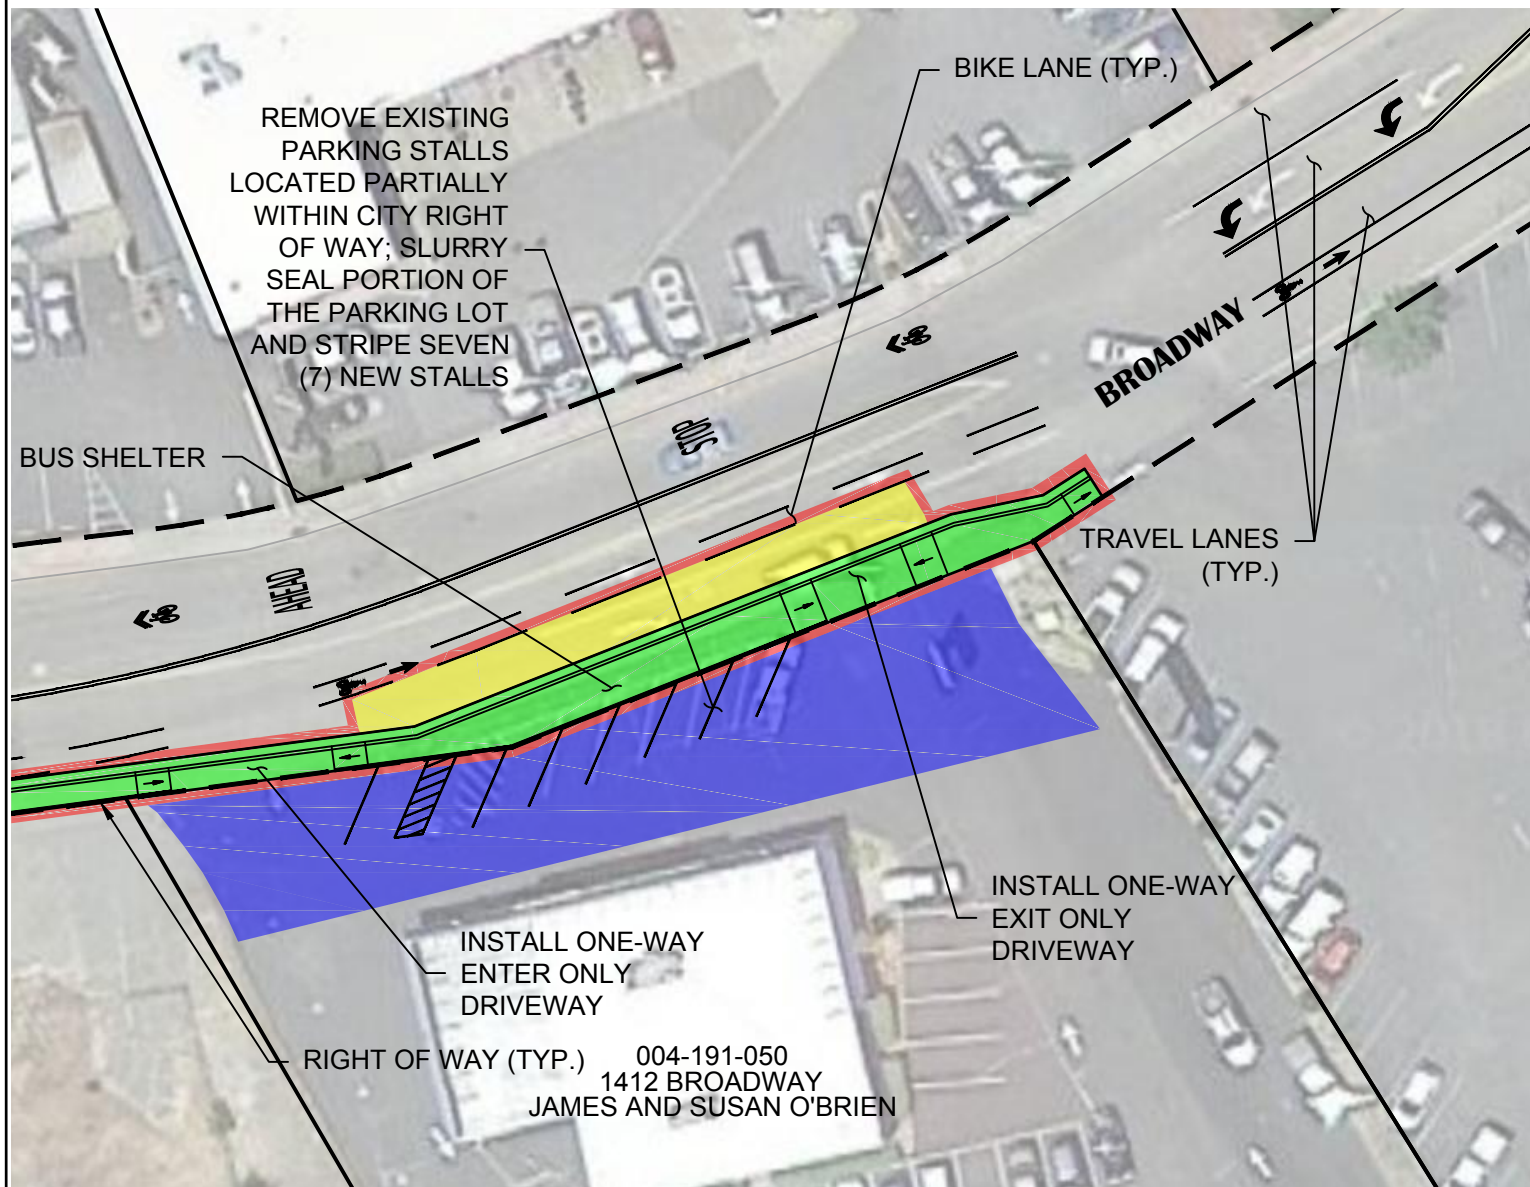 BIKE LANE (TYP.)
REMOVE EXISTING
PARKING STALLS
LOCATED PARTIALLY
WITHIN CITY RIGHT
OF WAY; SLURRY
SEAL PORTION OF
THE PARKING LOT
AND STRIPE SEVEN
(7) NEW STALLS
BROADWAY
STOP
BUS SHELTER
AHEAD
TRAVEL LANES
(TYP.)
INSTALL ONE-WAY
EXIT ONLY
DRIVEWAY
INSTALL ONE-WAY
ENTER ONLY
DRIVEWAY
RIGHT OF WAY (TYP.)
004-191-050
1412 BROADWAY
JAMES AND SUSAN O'BRIEN